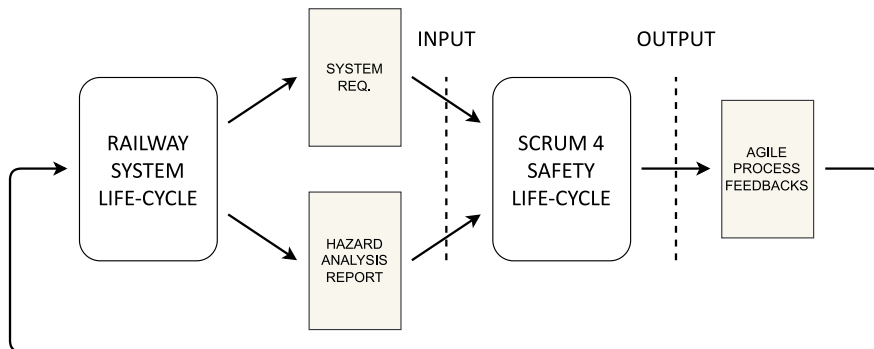 INPUT
OUTPUT
RAILWAY
SYSTEM
LIFE-CYCLE
SYSTEM
REQ.
HAZARD
ANALYSIS
REPORT
SCRUM 4
SAFETY
LIFE-CYCLE
AGILE
PROCESS
FEEDBACKS